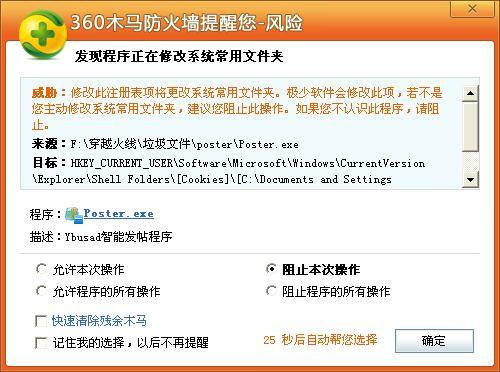 360木马防火墙提醒您-风险
发现程序正在修改系统常用文件夹
威胁：修改此注册表项将更改系统常用文件夹。极少软件会修改此项，若不是
您主动修改系统常用文件夹，建议您阻止此操作。如果您不认识此程序，请阻
止。
来源：F:\穿越火线\垃圾文件\poster\Poster.exe
目标：HKEY_CURRENT_USER\Software\Microsoft\Windows\CurrentVersion
\Explorer\Shell Folders\[Cookies]\[C:\Documents and Settings
程序：Poster.exe
描述：Ybusad智能发帖程序
允许本次操作
阻止本次操作
允许程序的所有操作
阻止程序的所有操作
快速清除残余木马
记住我的选择，以后不再提醒
25 秒后自动帮您选择
确定